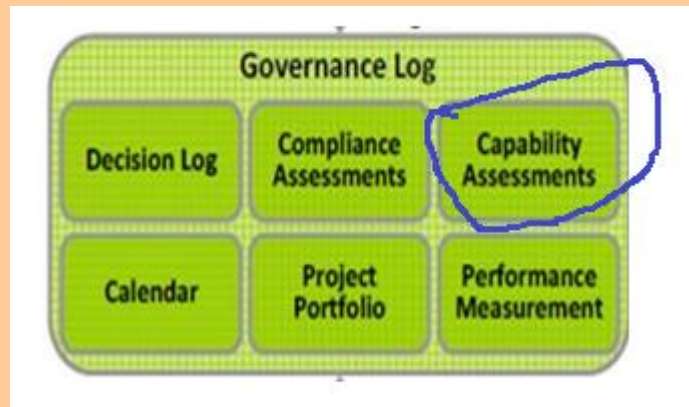 Governance Log
Decision Log
Compliance
Assessments
Capability
Assessments
Calendar
Project
Portfolio
Performance
Measurement